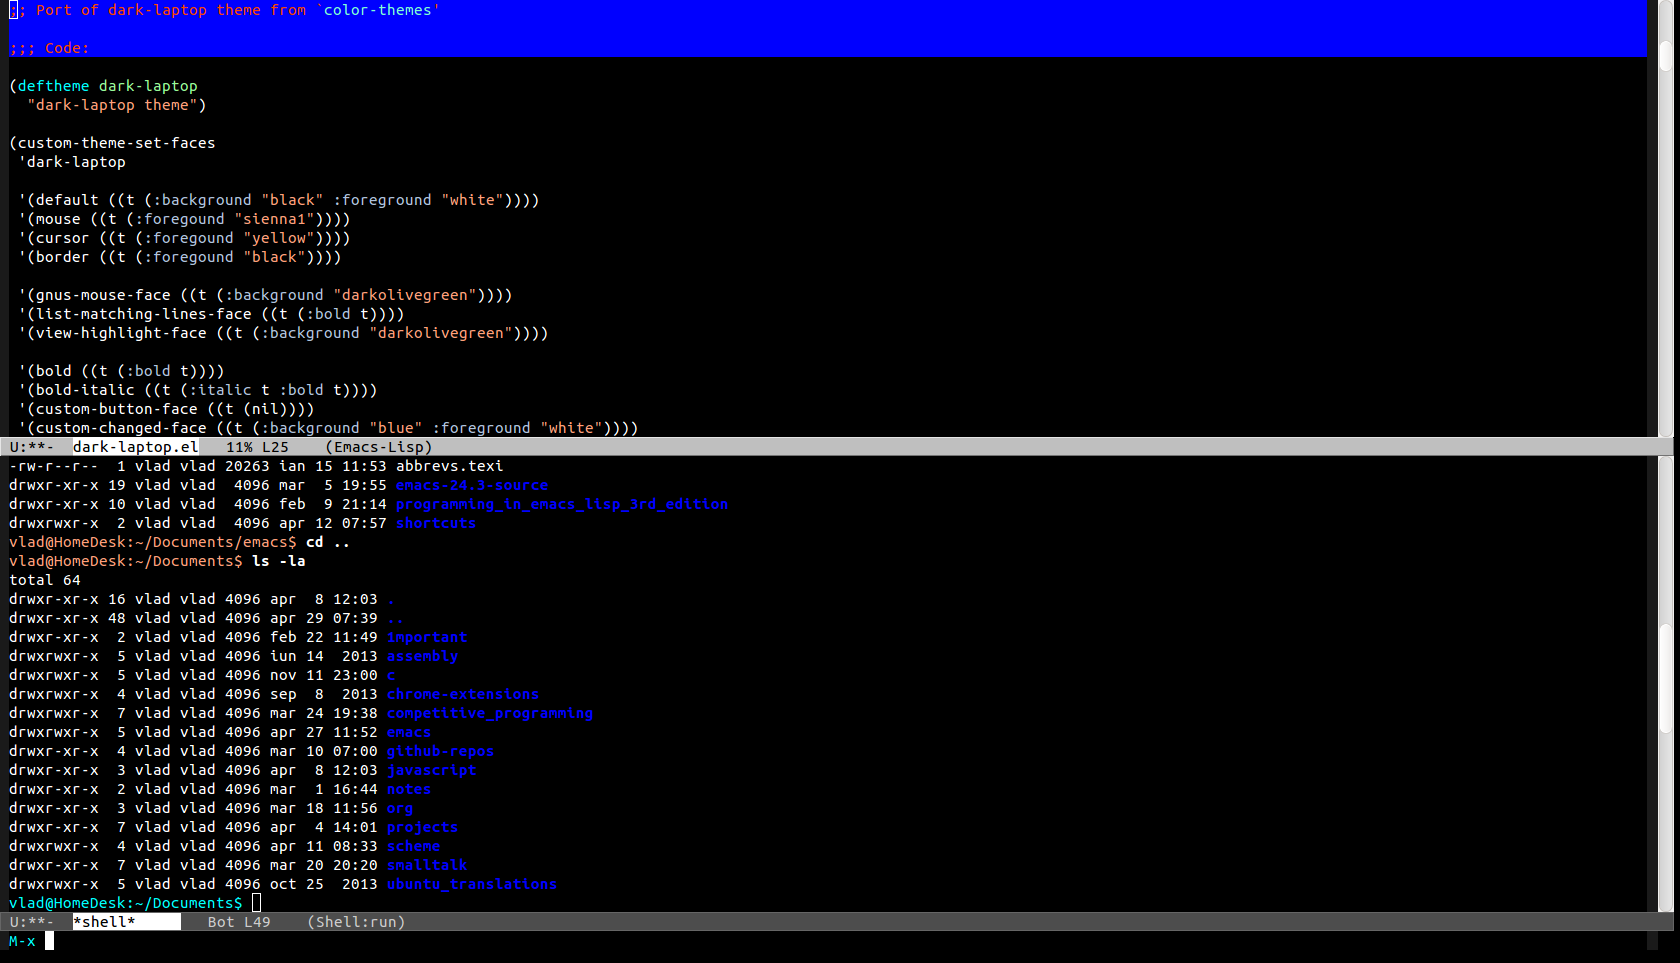 ;; Port of dark-laptop theme from `color-themes'
;;; Code:
(deftheme dark-laptop
  "dark-laptop theme")
(custom-theme-set-faces
 'dark-laptop
 '(default ((t (:background "black" :foreground "white"))))
 '(mouse ((t (:foregound "sienna1"))))
 '(cursor ((t (:foregound "yellow"))))
 '(border ((t (:foregound "black"))))
 '(gnus-mouse-face ((t (:background "darkolivegreen"))))
 '(list-matching-lines-face ((t (:bold t))))
 '(view-highlight-face ((t (:background "darkolivegreen"))))
 '(bold ((t (:bold t))))
 '(bold-italic ((t (:italic t :bold t))))
 '(custom-button-face ((t (nil))))
 '(custom-changed-face ((t (:background "blue" :foreground "white"))))
U:**-  dark-laptop.el   11% L25    (Emacs-Lisp)
-rw-r--r--  1 vlad vlad 20263 ian 15 11:53 abbrevs.texi
drwxr-xr-x 19 vlad vlad  4096 mar  5 19:55 emacs-24.3-source
drwxr-xr-x 10 vlad vlad  4096 feb  9 21:14 programming_in_emacs_lisp_3rd_edition
drwxrwxr-x  2 vlad vlad  4096 apr 12 07:57 shortcuts
vlad@HomeDesk:~/Documents/emacs$ cd ..
vlad@HomeDesk:~/Documents$ ls -la
total 64
drwxr-xr-x 16 vlad vlad 4096 apr  8 12:03 .
drwxr-xr-x 48 vlad vlad 4096 apr 29 07:39 ..
drwxr-xr-x  2 vlad vlad 4096 feb 22 11:49 important
drwxrwxr-x  5 vlad vlad 4096 iun 14  2013 assembly
drwxrwxr-x  5 vlad vlad 4096 nov 11 23:00 c
drwxrwxr-x  4 vlad vlad 4096 sep  8  2013 chrome-extensions
drwxrwxr-x  7 vlad vlad 4096 mar 24 19:38 competitive_programming
drwxrwxr-x  5 vlad vlad 4096 apr 27 11:52 emacs
drwxr-xr-x  4 vlad vlad 4096 mar 10 07:00 github-repos
drwxr-xr-x  3 vlad vlad 4096 apr  8 12:03 javascript
drwxr-xr-x  2 vlad vlad 4096 mar  1 16:44 notes
drwxr-xr-x  3 vlad vlad 4096 mar 18 11:56 org
drwxr-xr-x  7 vlad vlad 4096 apr  4 14:01 projects
drwxrwxr-x  4 vlad vlad 4096 apr 11 08:33 scheme
drwxr-xr-x  7 vlad vlad 4096 mar 20 20:20 smalltalk
drwxrwxr-x  5 vlad vlad 4096 oct 25  2013 ubuntu_translations
vlad@HomeDesk:~/Documents$
U:**-  *shell*        Bot L49    (Shell:run)
M-x